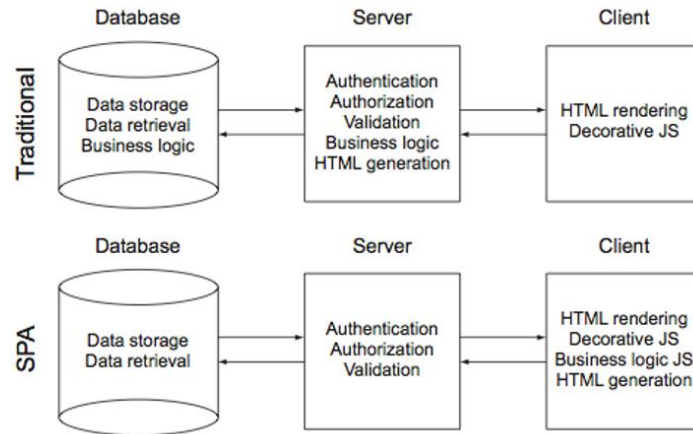 Database
Server
Client
Traditional
Data storage
Data retrieval
Business logic
Authentication
Authorization
Validation
Business logic
HTML generation
HTML rendering
Decorative JS
Database
Server
Client
SPA
Data storage
Data retrieval
Authentication
Authorization
Validation
HTML rendering
Decorative JS
Business logic JS
HTML generation